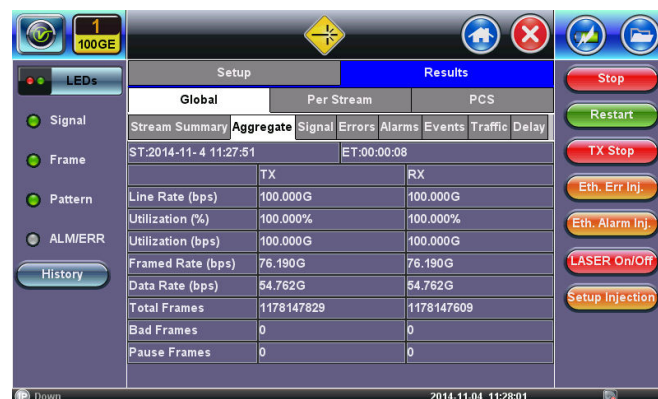 1
100GE
LEDs
Signal
Frame
Pattern
ALM/ERR
History
Setup Results
Global Per Stream PCS
Stream Summary Aggregate Signal Errors Alarms Events Traffic Delay
ST:2014-11- 4 11:27:51 ET:00:00:08
TX RX
Line Rate (bps) 100.000G 100.000G
Utilization (%) 100.000% 100.000%
Utilization (bps) 100.000G 100.000G
Framed Rate (bps) 76.190G 76.190G
Data Rate (bps) 54.762G 54.762G
Total Frames 1178147829 1178147609
Bad Frames 0 0
Pause Frames 0 0
Stop
Restart
TX Stop
Eth. Err Inj.
Eth. Alarm Inj.
LASER On/Off
Setup Injection
IP Down 2014.11.04 11:28:01